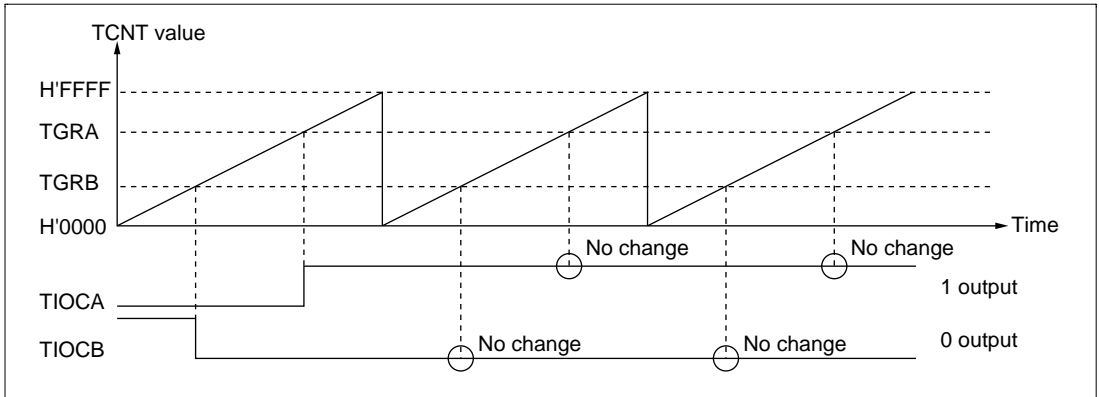 TCNT value
H'FFFF
TGRA
TGRB
H'0000
Time
No change
No change
TIOCA
1 output
No change
No change
TIOCB
0 output